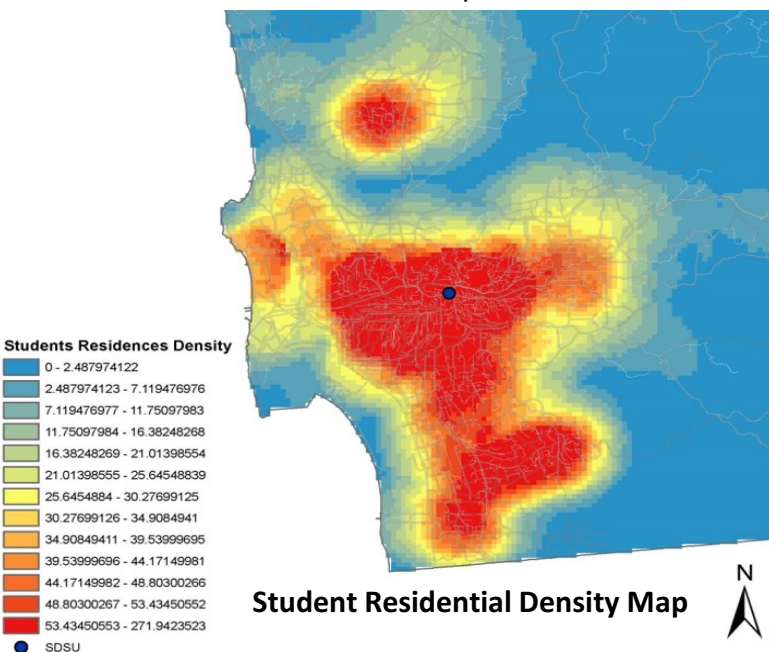 Students Residences Density
0 - 2.487974122
2.487974123 - 7.119476976
7.119476977 - 11.75097983
11.75097984 - 16.38248268
16.38248269 - 21.01398554
21.01398555 - 25.64548839
25.6454884 - 30.27699125
30.27699126 - 34.9084941
34.90849411 - 39.53999695
39.53999696 - 44.17149981
44.17149982 - 48.80300266
48.80300267 - 53.43450552
53.43450553 - 271.9423523
SDSU
Student Residential Density Map
N